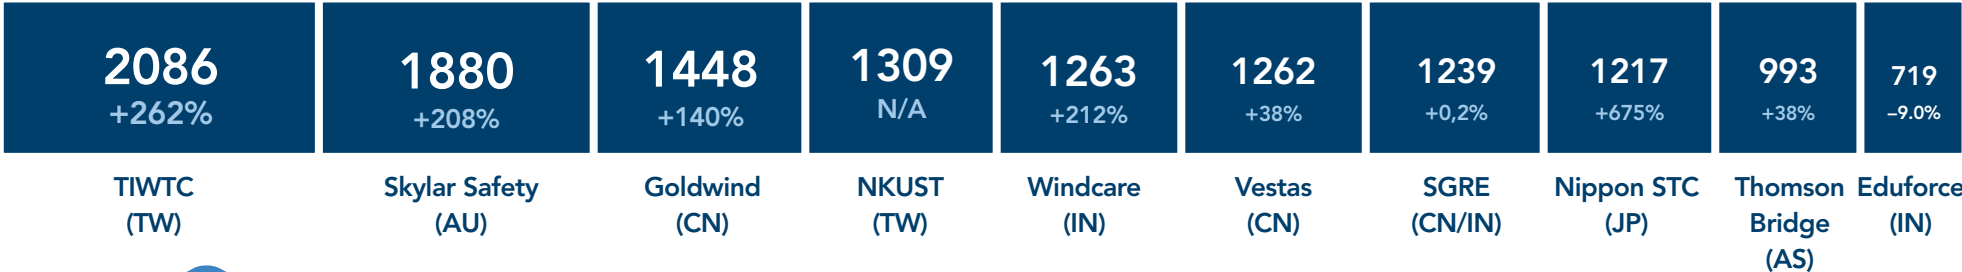 2086
+262%
TIWTC
(TW)
1880
+208%
Skylar Safety
(AU)
1448
+140%
Goldwind
(CN)
1309
N/A
NKUST
(TW)
1263
+212%
Windcare
(IN)
1262
+38%
Vestas
(CN)
1239
+0,2%
SGRE
(CN/IN)
1217
+675%
Nippon STC
(JP)
993
+38%
Thomson
Bridge
(AS)
719
–9.0%
Eduforce
(IN)